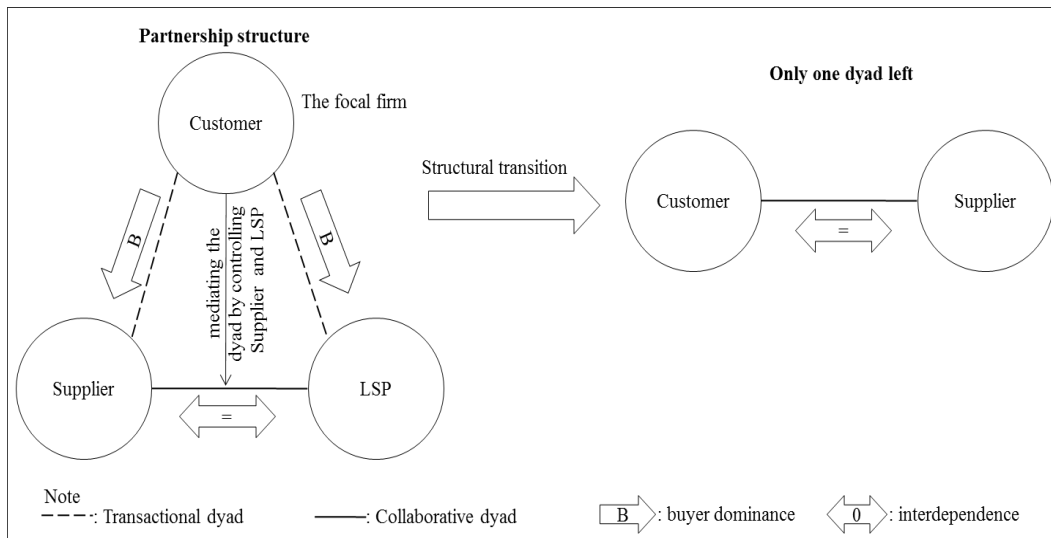 Partnership structure
Only one dyad left
The focal firm
Customer
Structural transition
B
B
mediating the
dyad by controlling
Supplier and LSP
Customer
Supplier
=
Supplier
LSP
=
Note
: Transactional dyad
: Collaborative dyad
B : buyer dominance
0 : interdependence